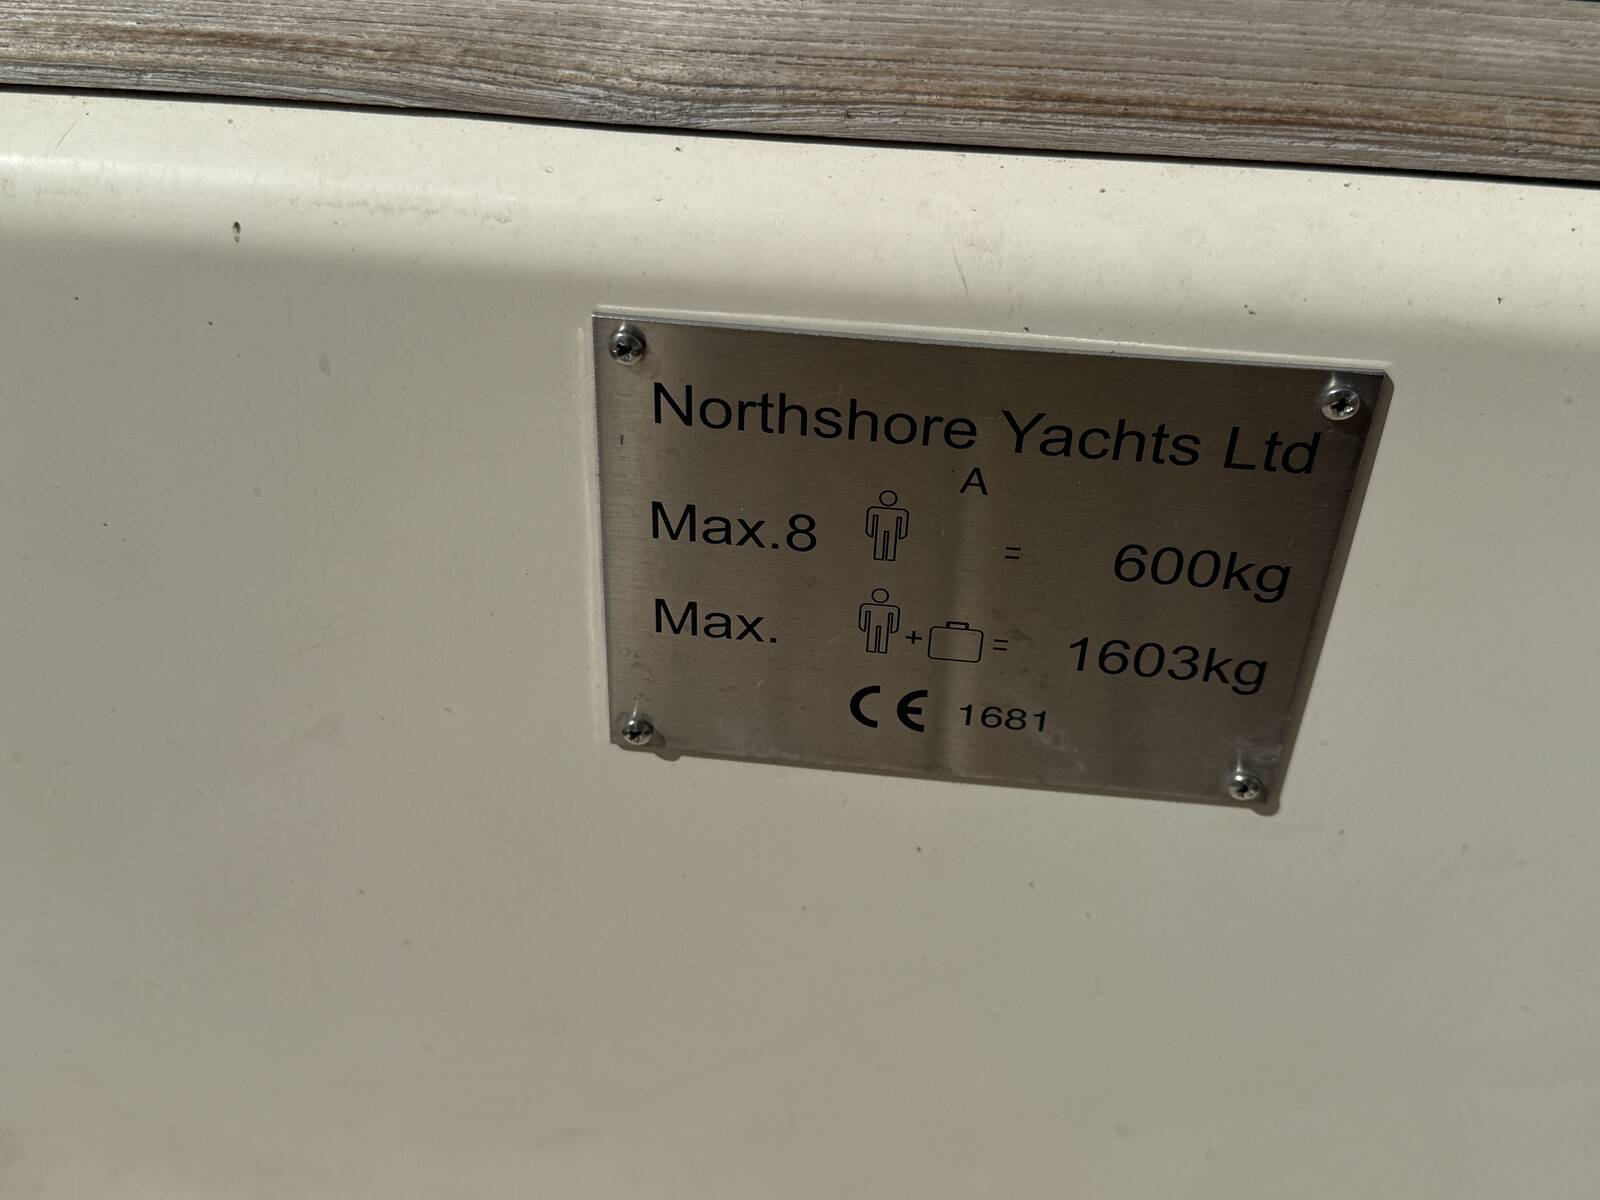 Northshore Yachts Ltd
A
Max.8 = 600kg
Max. + = 1603kg
CE 1681